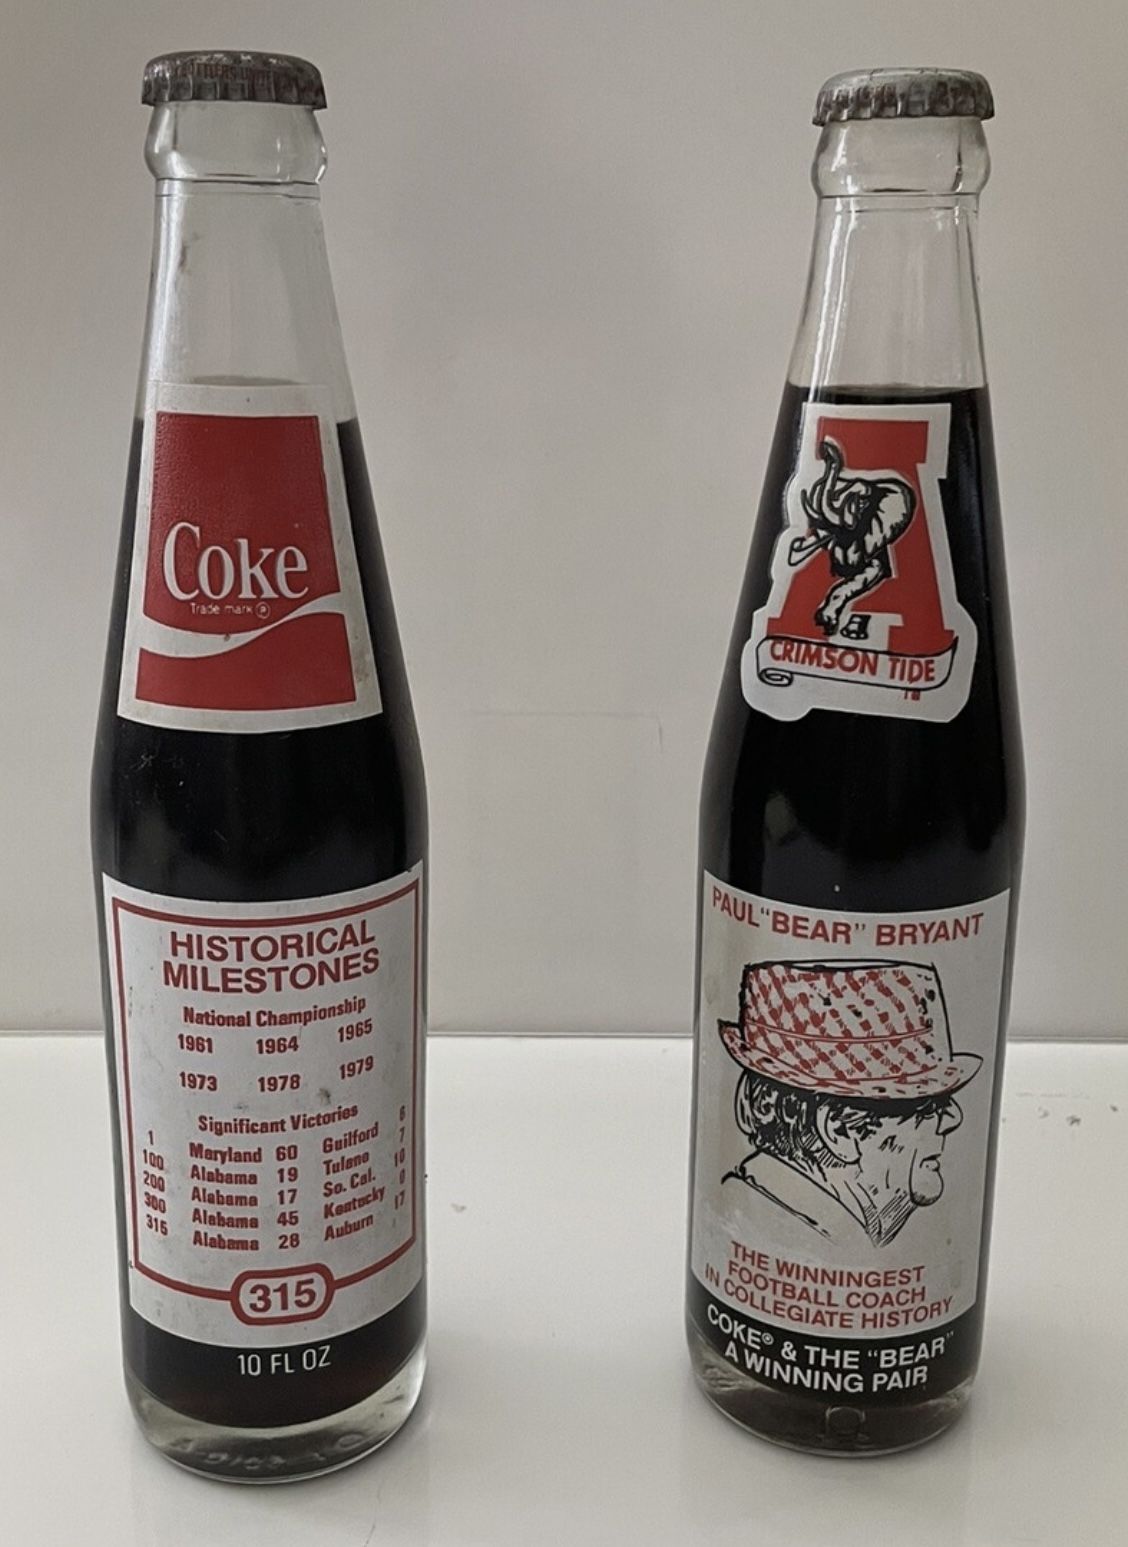 Coke
Trade mark ®
HISTORICAL
MILESTONES
National Championship
1961 1964 1965
1973 1978 1979
Significant Victories
1 Maryland 60 Guilford 6
100 Alabama 19 Tulane 7
200 Alabama 17 So. Cal. 10
300 Alabama 45 Kentucky 0
315 Alabama 28 Auburn 17
315
10 FL OZ
A
CRIMSON TIDE
TM
PAUL "BEAR" BRYANT
THE WINNINGEST
FOOTBALL COACH
IN COLLEGIATE HISTORY
COKE® & THE "BEAR"
A WINNING PAIR